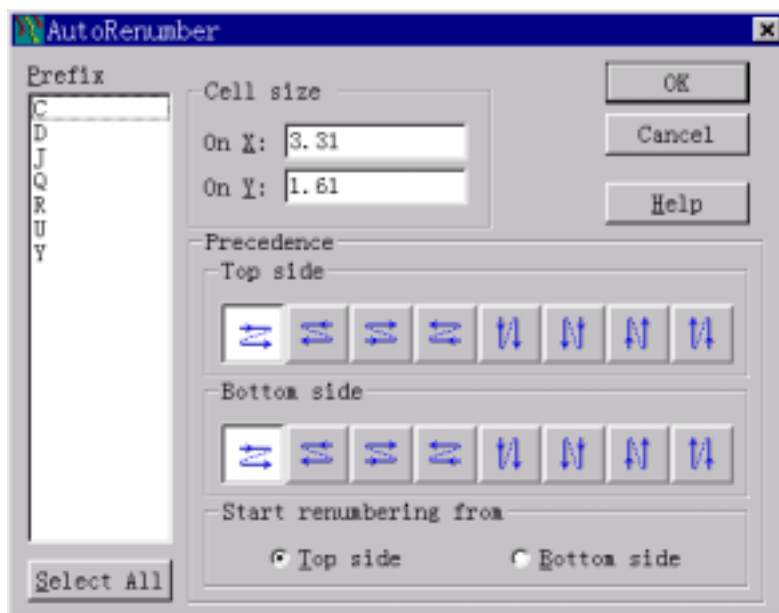 AutoRenumber
Prefix
C
D
J
Q
R
U
Y
Select All
Cell size
On X: 3.31
On Y: 1.61
OK
Cancel
Help
Precedence
Top side
Bottom side
Start renumbering from
Top side
Bottom side